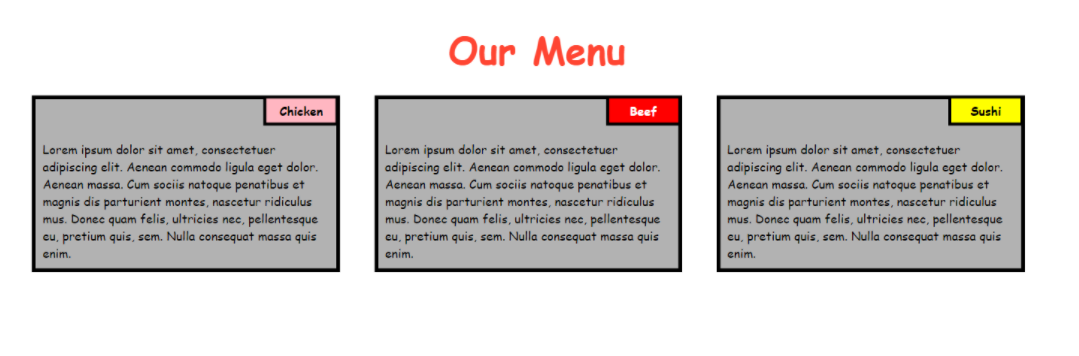 Our Menu
Chicken
Lorem ipsum dolor sit amet, consectetuer
adipiscing elit. Aenean commodo ligula eget dolor.
Aenean massa. Cum sociis natoque penatibus et
magnis dis parturient montes, nascetur ridiculus
mus. Donec quam felis, ultricies nec, pellentesque
eu, pretium quis, sem. Nulla consequat massa quis
enim.
Beef
Lorem ipsum dolor sit amet, consectetuer
adipiscing elit. Aenean commodo ligula eget dolor.
Aenean massa. Cum sociis natoque penatibus et
magnis dis parturient montes, nascetur ridiculus
mus. Donec quam felis, ultricies nec, pellentesque
eu, pretium quis, sem. Nulla consequat massa quis
enim.
Sushi
Lorem ipsum dolor sit amet, consectetuer
adipiscing elit. Aenean commodo ligula eget dolor.
Aenean massa. Cum sociis natoque penatibus et
magnis dis parturient montes, nascetur ridiculus
mus. Donec quam felis, ultricies nec, pellentesque
eu, pretium quis, sem. Nulla consequat massa quis
enim.